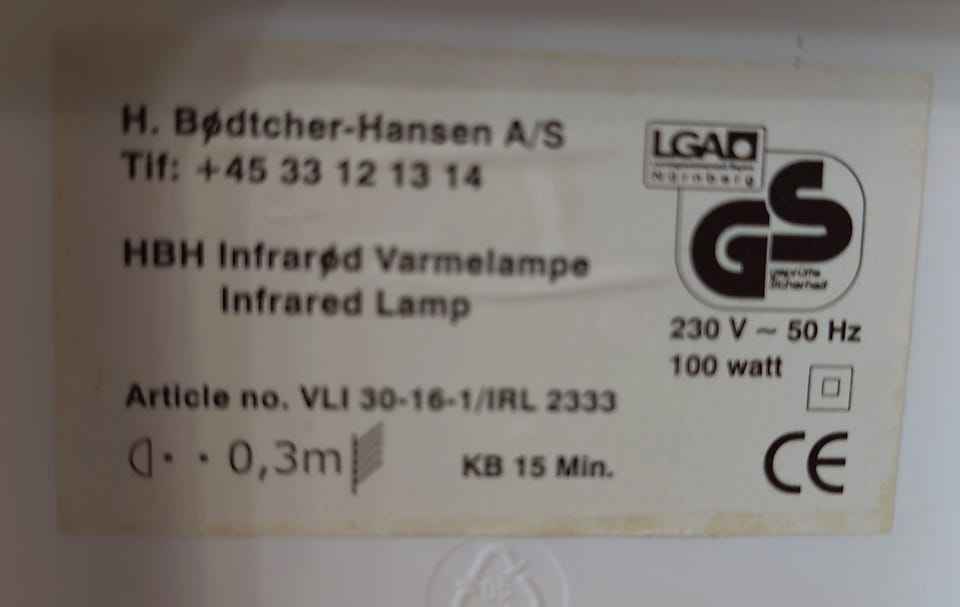 H. Bødtcher-Hansen A/S
Tlf: +45 33 12 13 14
HBH Infrarød Varmelampe
Infrared Lamp
Article no. VLI 30-16-1/IRL 2333
0,3m
KB 15 Min.
LGA
Nürnberg
GS
geprüfte
Sicherheit
230 V ~ 50 Hz
100 watt
CE
05